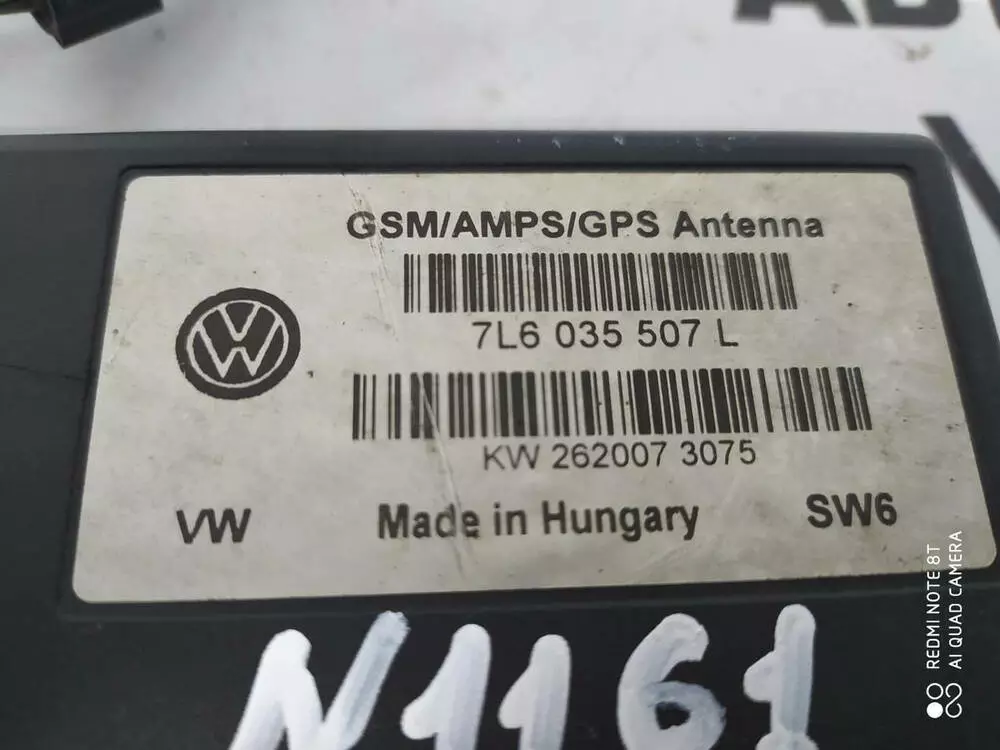 GSM/AMPS/GPS Antenna
7L6 035 507 L
KW 262007 3075
VW
Made in Hungary
SW6
N1161
REDMI NOTE 8T
AI QUAD CAMERA